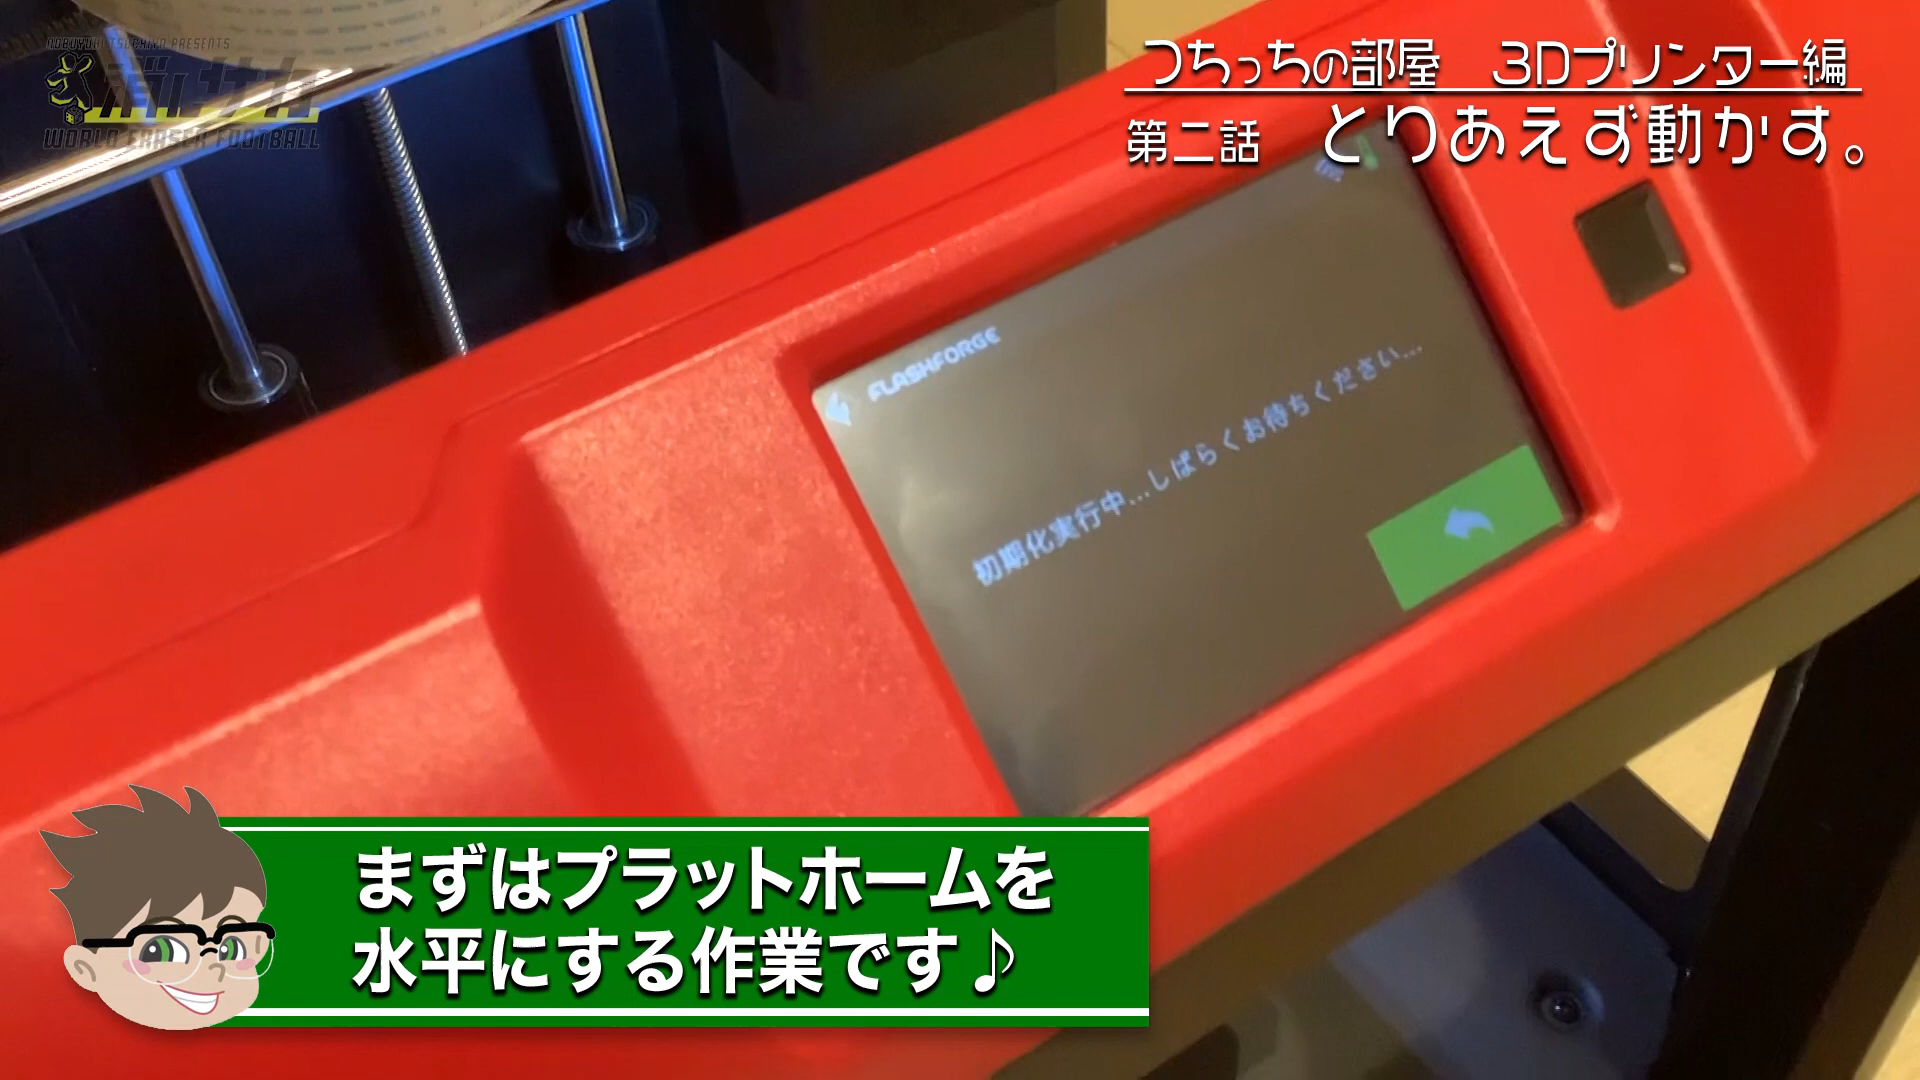 NOBUYUKI TSUCHIYA PRESENTS
WORLD ERASER FOOTBALL
つちっちの部屋　3Dプリンター編
第二話　とりあえず動かす。
FLASHFORGE
初期化実行中...しばらくお待ちください...
まずはプラットホームを
水平にする作業です♪